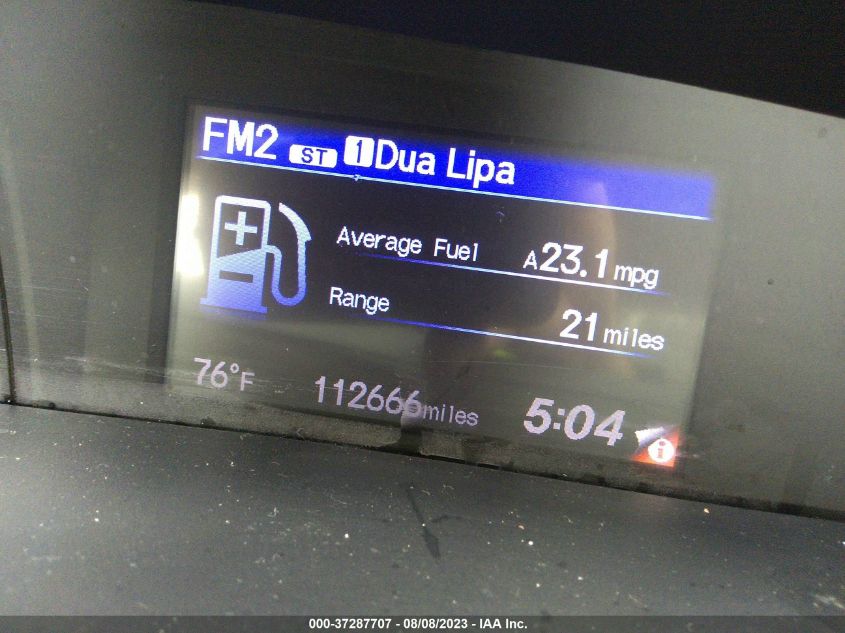 FM2 ST 1 Dua Lipa
Average Fuel A 23.1 mpg
Range 21 miles
76°F 112666 miles 5:04 i
000-37287707 - 08/08/2023 - IAA Inc.